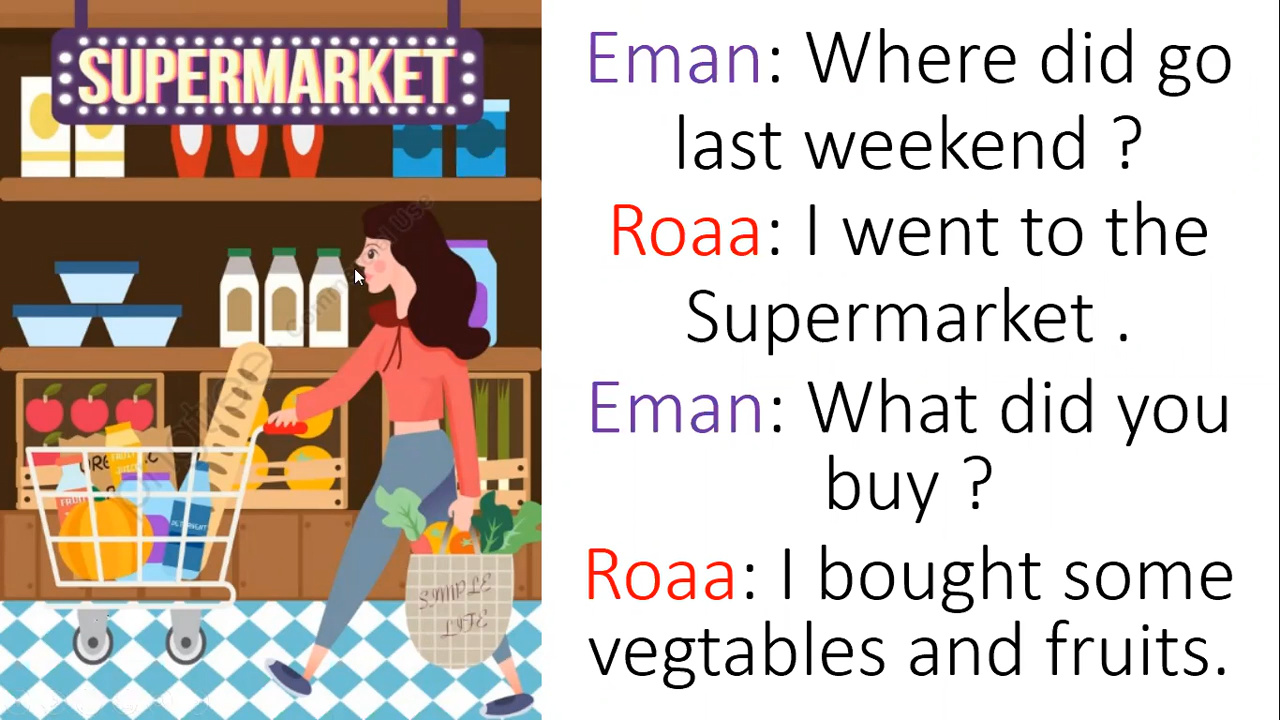 SUPERMARKET
Eman: Where did go
last weekend ?
Roaa: I went to the
Supermarket .
Eman: What did you
buy ?
Roaa: I bought some
vegtables and fruits.
SIMPLE
LIFE